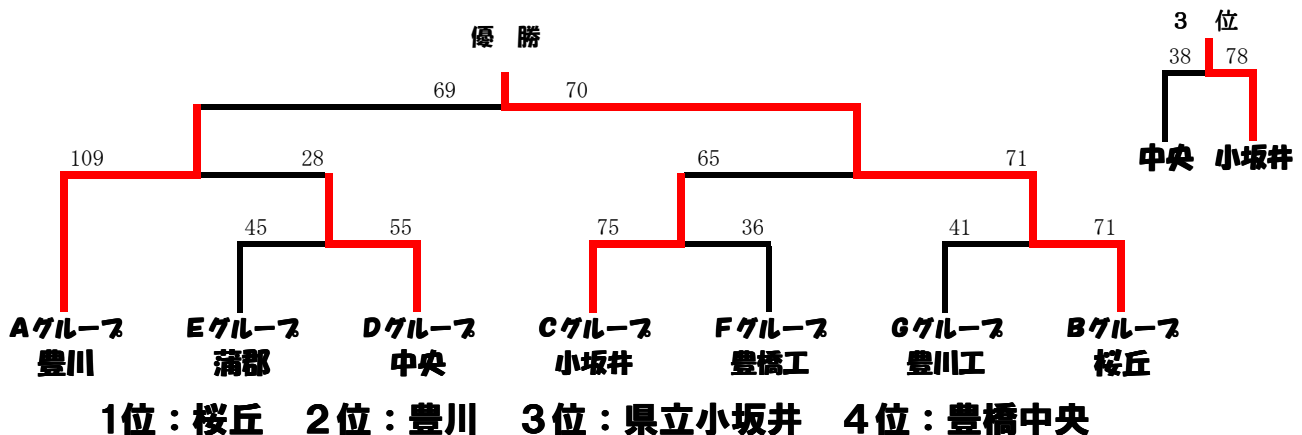 ３　位
優　勝
38 78
69 70
中央 小坂井
109 28 65 71
45 55 75 36 41 71
Aグループ Eグループ Dグループ Cグループ Fグループ Gグループ Bグループ
豊川 蒲郡 中央 小坂井 豊橋工 豊川工 桜丘
1位：桜丘　２位：豊川　３位：県立小坂井　４位：豊橋中央